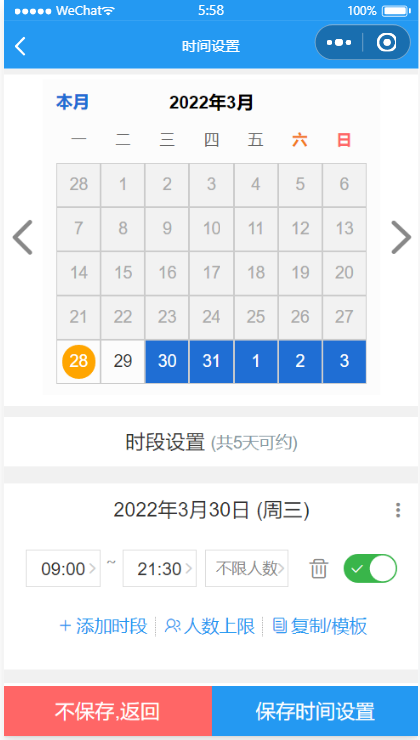 WeChat 5:58 100%
时间设置
本月 2022年3月
一 二 三 四 五 六 日
28 1 2 3 4 5 6
7 8 9 10 11 12 13
14 15 16 17 18 19 20
21 22 23 24 25 26 27
28 29 30 31 1 2 3
时段设置 (共5天可约)
2022年3月30日 (周三)
09:00 ~ 21:30 不限人数
添加时段 人数上限 复制/模板
不保存,返回 保存时间设置